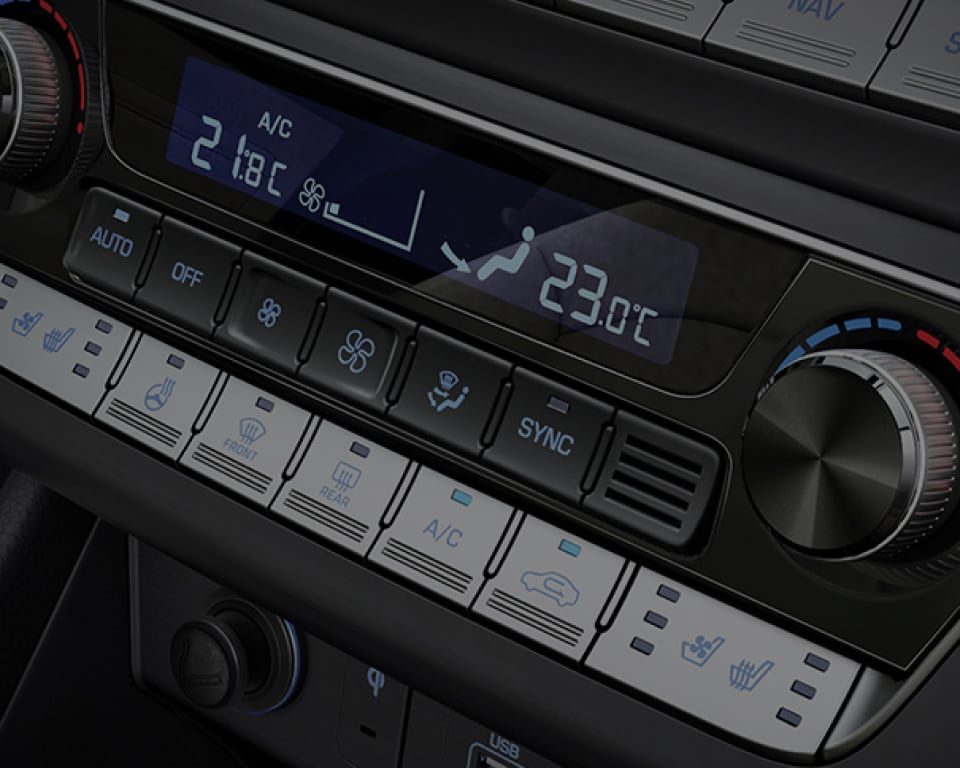 NAV
A/C
21.8°C
23.0°C
AUTO
OFF
SYNC
FRONT
REAR
A/C
USB